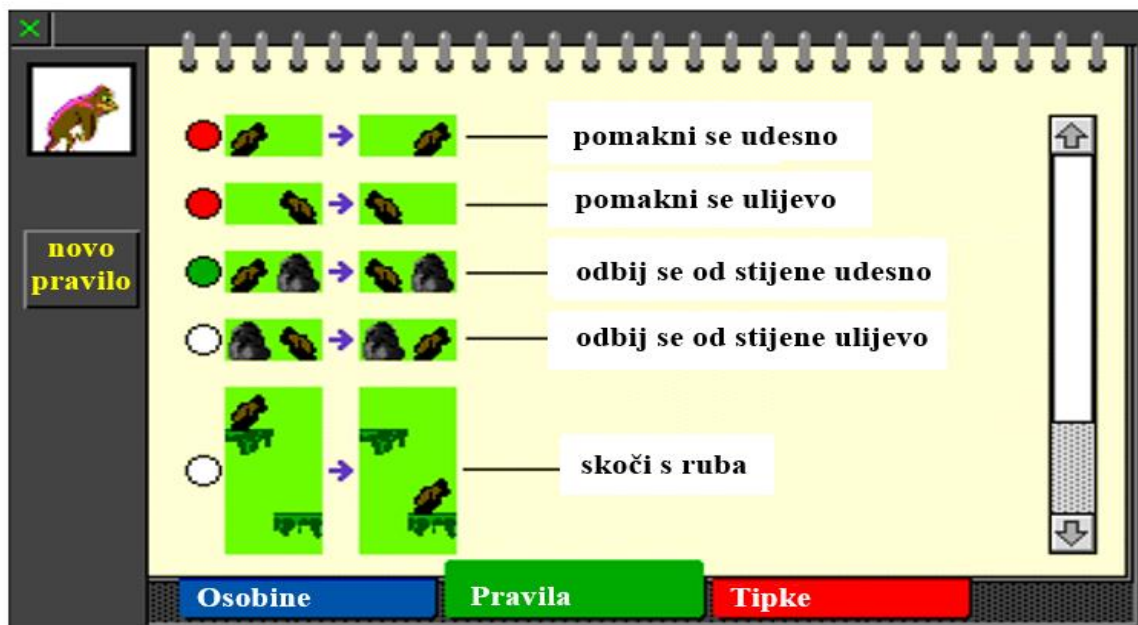 pomakni se udesno
pomakni se ulijevo
novo
pravilo
odbij se od stijene udesno
odbij se od stijene ulijevo
skoči s ruba
Osobine
Pravila
Tipke